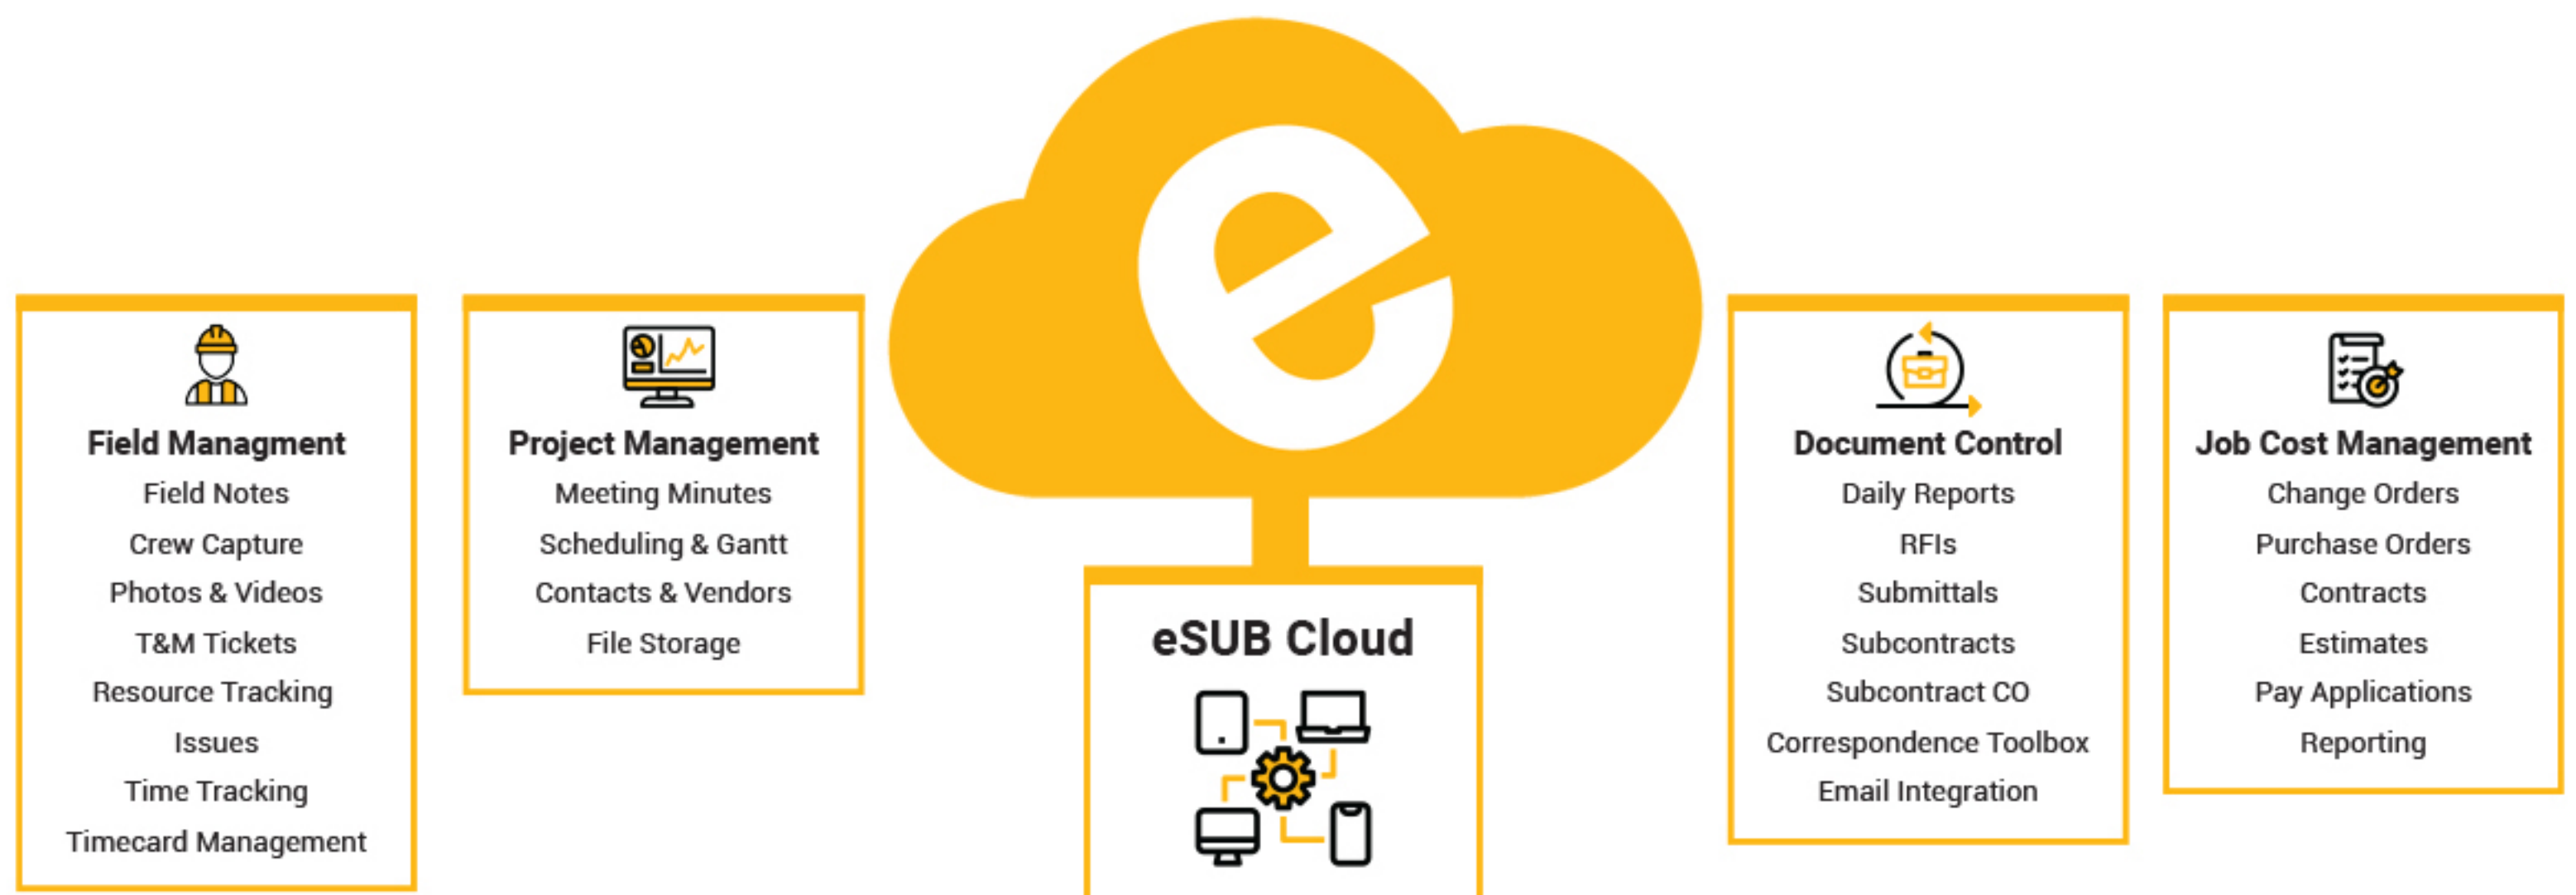 e
Field Managment
Field Notes
Crew Capture
Photos & Videos
T&M Tickets
Resource Tracking
Issues
Time Tracking
Timecard Management
Project Management
Meeting Minutes
Scheduling & Gantt
Contacts & Vendors
File Storage
eSUB Cloud
Document Control
Daily Reports
RFIs
Submittals
Subcontracts
Subcontract CO
Correspondence Toolbox
Email Integration
Job Cost Management
Change Orders
Purchase Orders
Contracts
Estimates
Pay Applications
Reporting